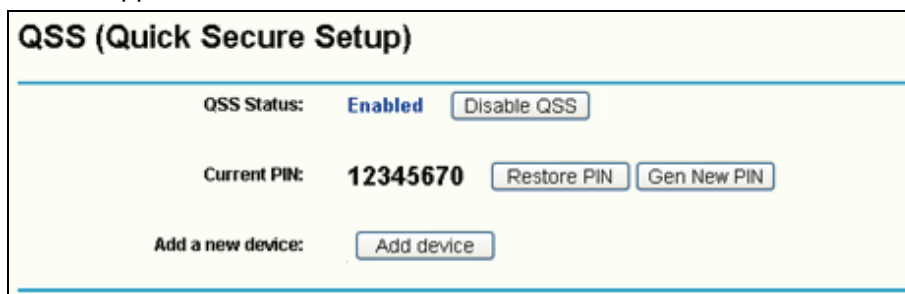 QSS (Quick Secure Setup)
QSS Status: Enabled Disable QSS
Current PIN: 12345670 Restore PIN Gen New PIN
Add a new device: Add device